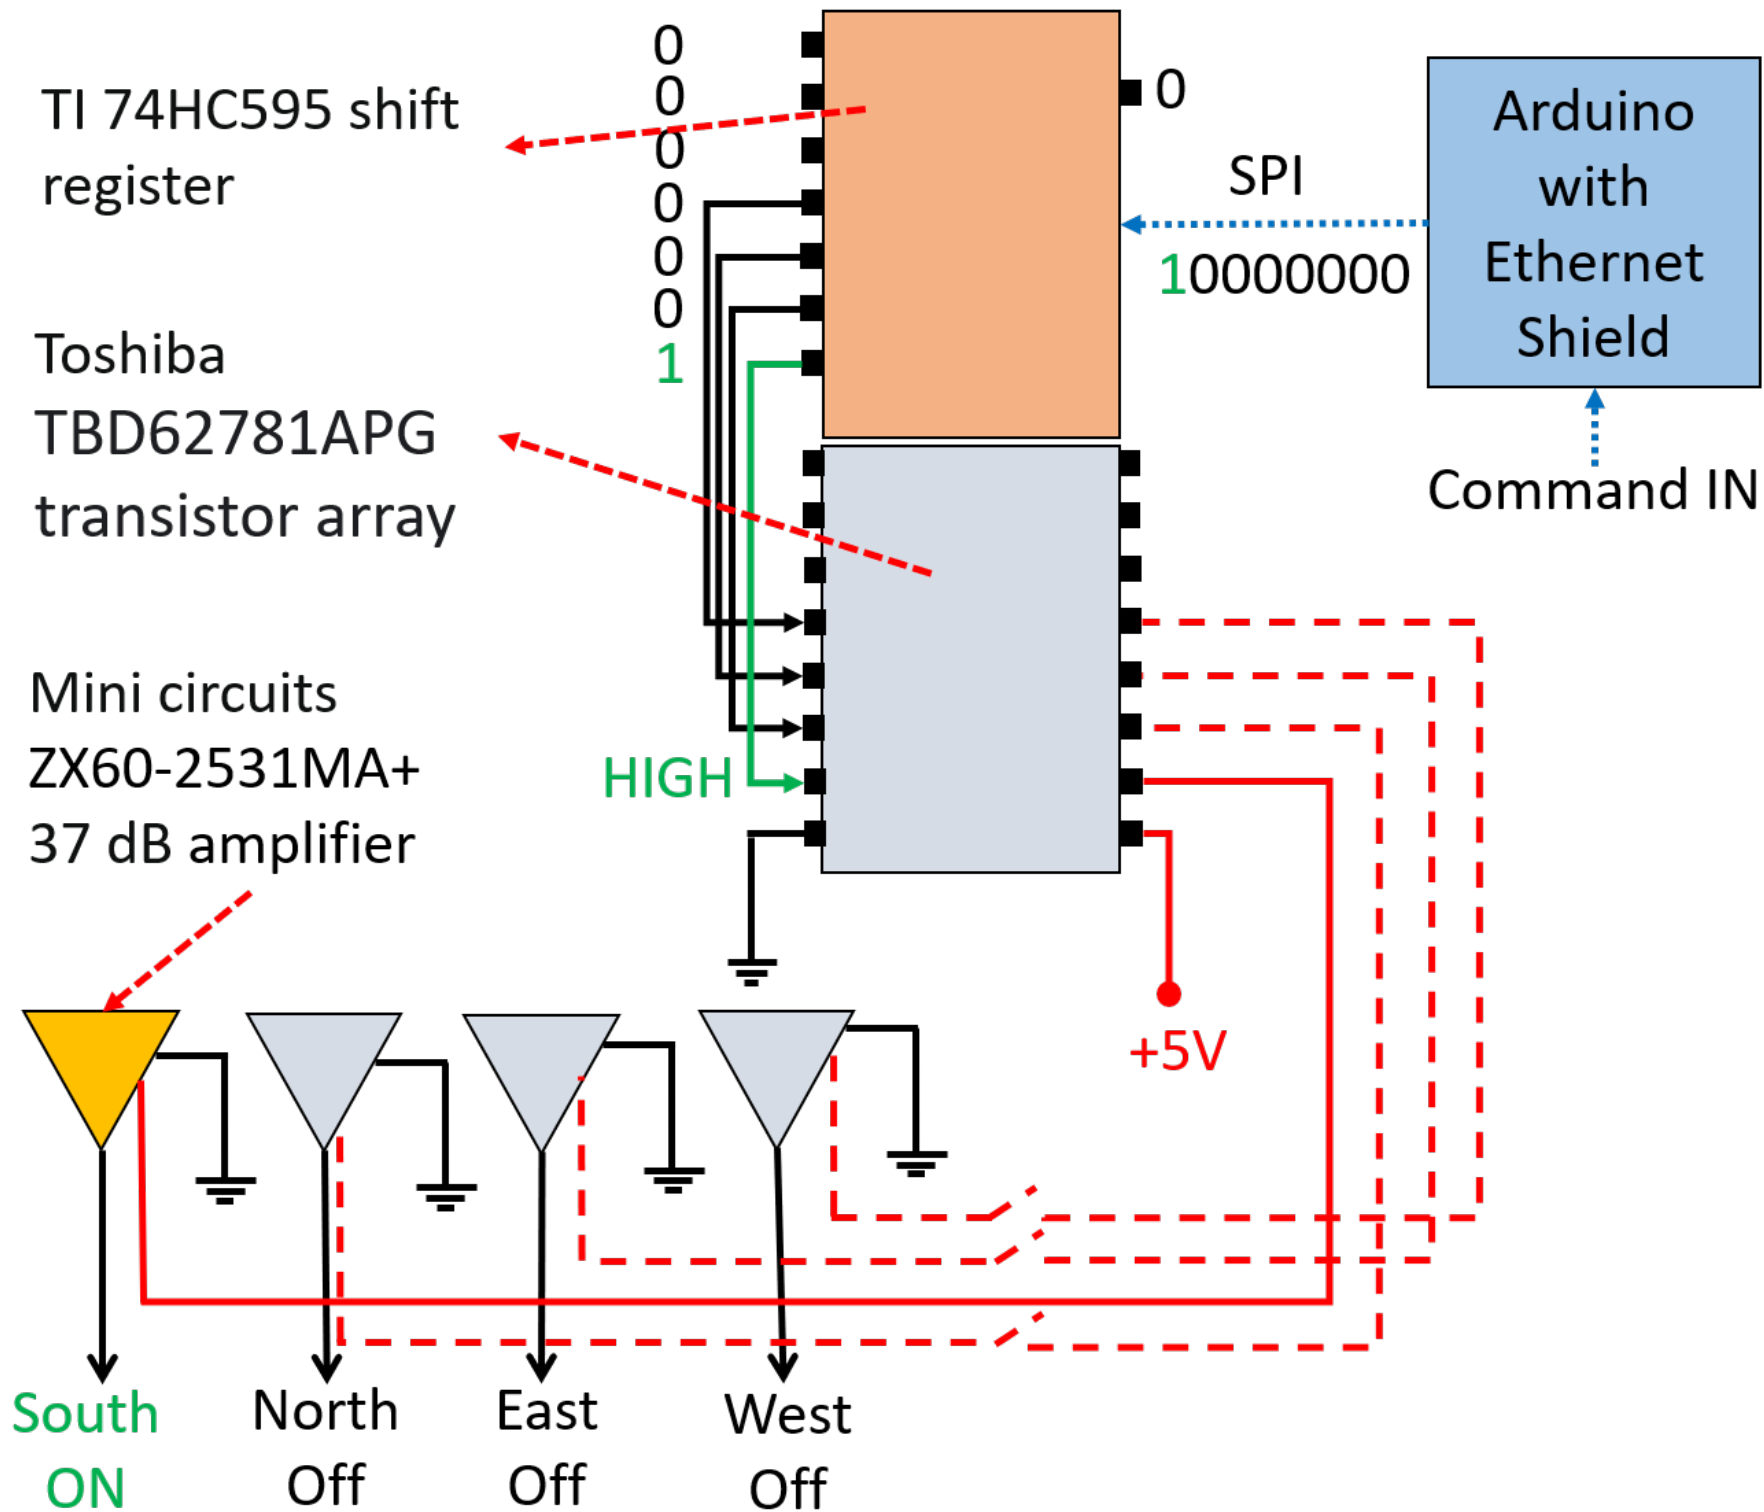 TI 74HC595 shift
register
0
0
0
0
0
0
1
0
SPI
10000000
Arduino
with
Ethernet
Shield
Command IN
Toshiba
TBD62781APG
transistor array
HIGH
Mini circuits
ZX60-2531MA+
37 dB amplifier
+5V
South
ON
North
Off
East
Off
West
Off